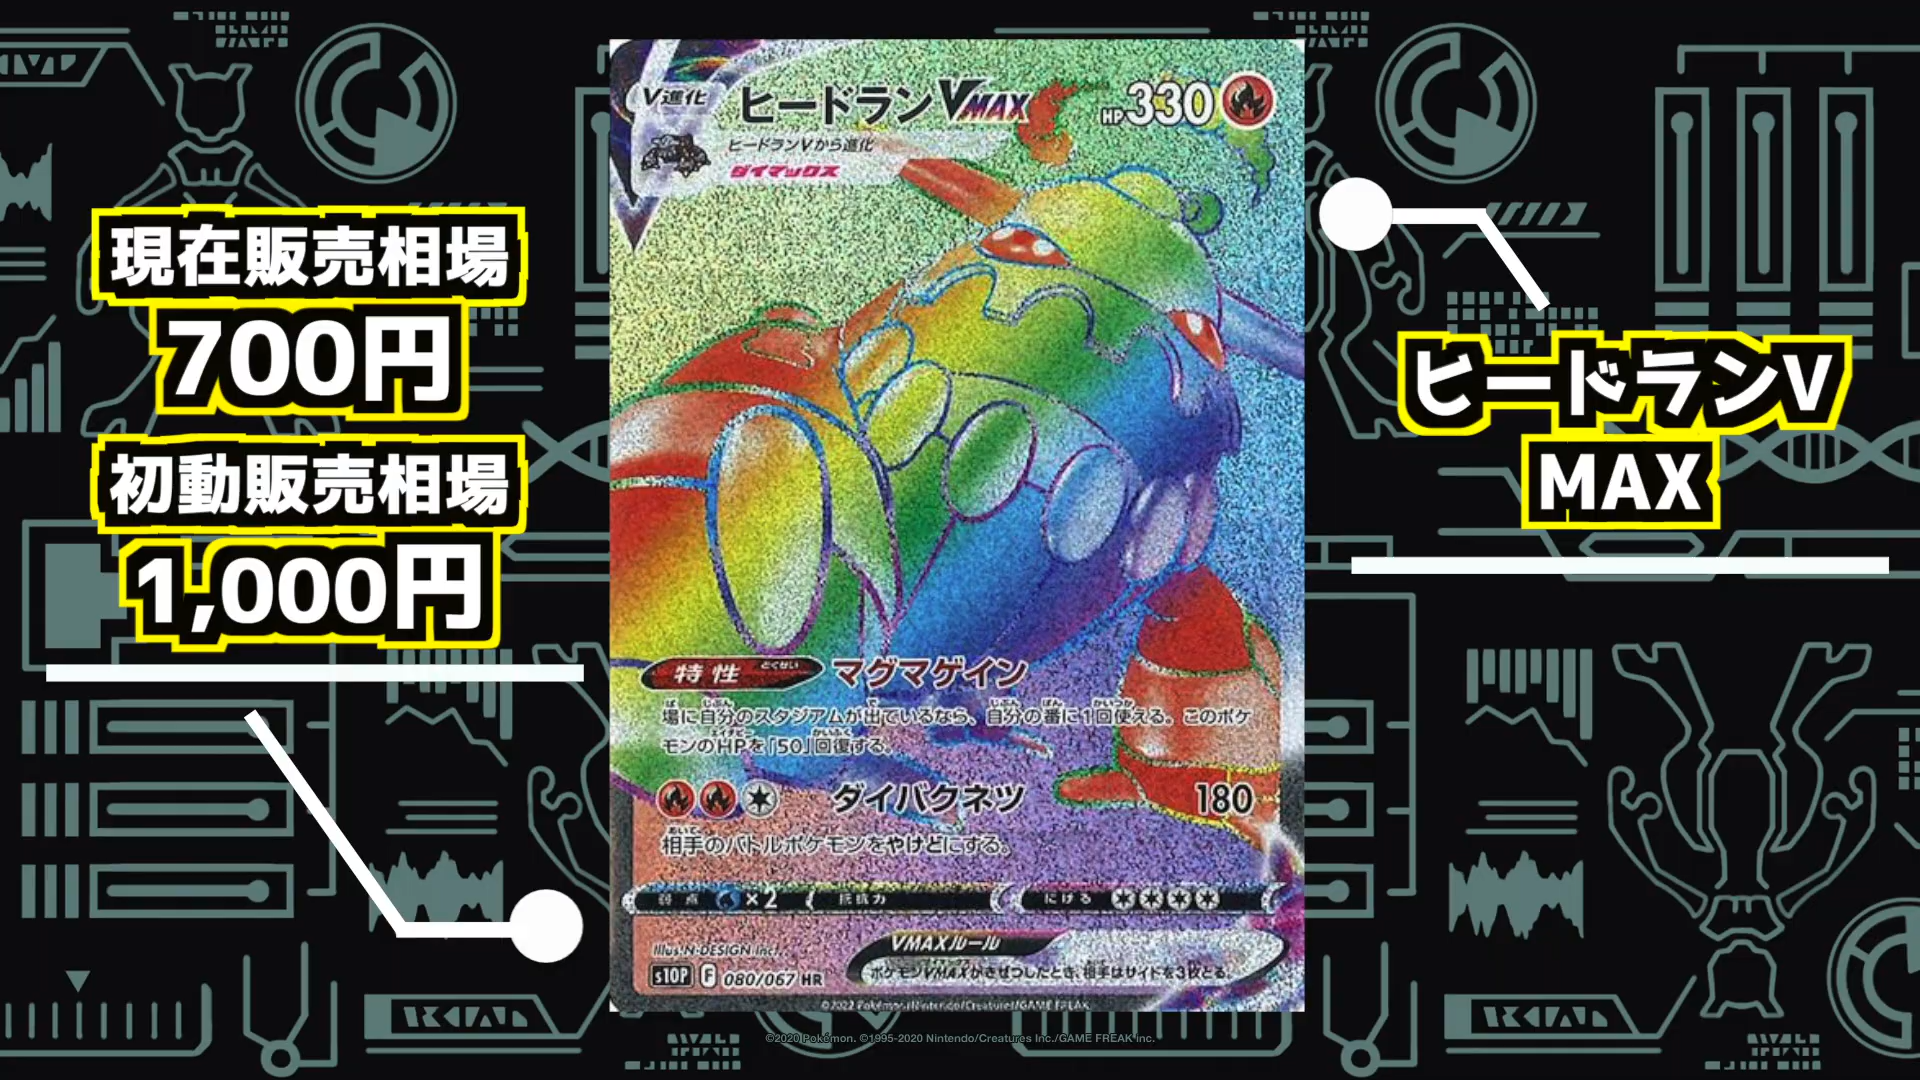 現在販売相場
700円
初動販売相場
1,000円
V進化
ヒードランVMAX
HP330
ヒードランVから進化
ダイマックス
ヒードランV
MAX
特性
とくせい
マグマゲイン
場に自分のスタジアムが出ているなら、自分の番に1回使える。このポケ
モンのHPを「50」回復する。
ダイバクネツ
180
相手のバトルポケモンをやけどにする。
弱点
×2
抵抗力
にげる
Illus. N-DESIGN Inc.
VMAXルール
ポケモンVMAXがきぜつしたとき、相手はサイドを3枚とる。
s10P F 080/067 HR
©2022 Pokémon/Nintendo/Creatures/GAME FREAK
©2020 Pokémon. ©1995-2020 Nintendo/Creatures Inc./GAME FREAK inc.